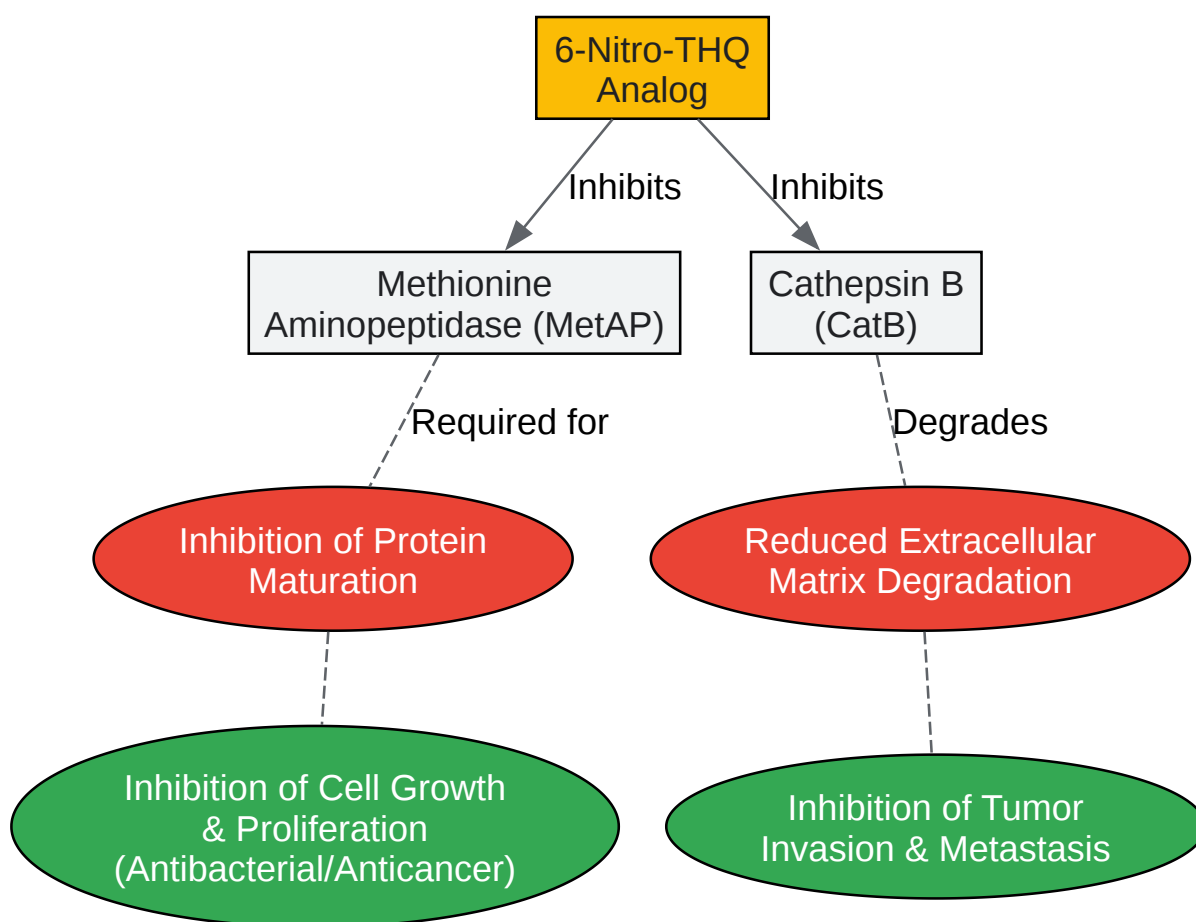 6-Nitro-THQ
Analog
Inhibits
Inhibits
Methionine
Aminopeptidase (MetAP)
Cathepsin B
(CatB)
Required for
Degrades
Inhibition of Protein
Maturation
Reduced Extracellular
Matrix Degradation
Inhibition of Cell Growth
& Proliferation
(Antibacterial/Anticancer)
Inhibition of Tumor
Invasion & Metastasis